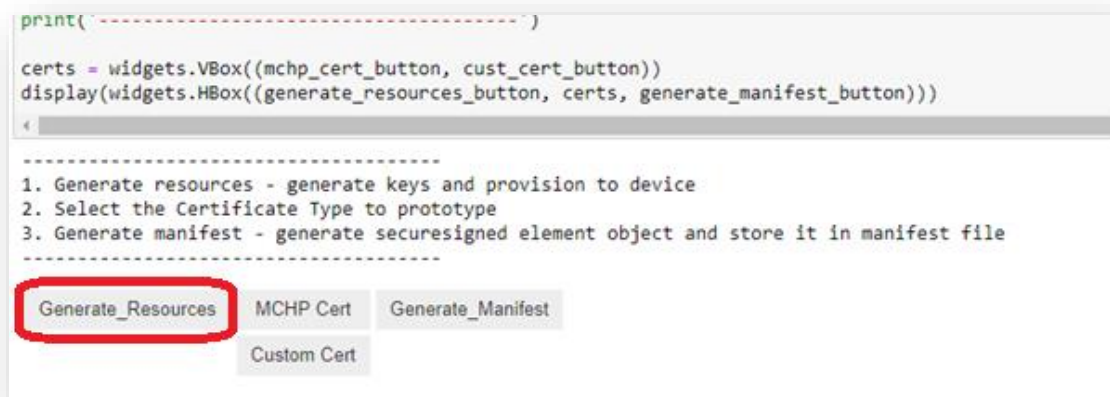 print('--------------------------------------')
certs = widgets.VBox((mchp_cert_button, cust_cert_button))
display(widgets.HBox((generate_resources_button, certs, generate_manifest_button)))
--------------------------------------
1. Generate resources - generate keys and provision to device
2. Select the Certificate Type to prototype
3. Generate manifest - generate securesigned element object and store it in manifest file
--------------------------------------
Generate_Resources MCHP Cert Generate_Manifest
Custom Cert